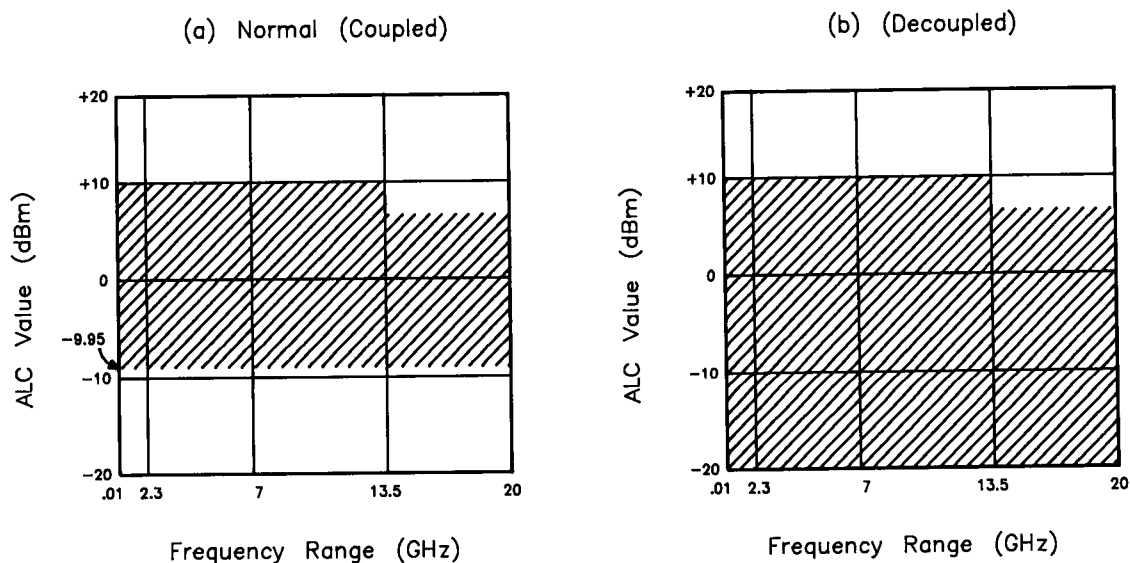 (a) Normal (Coupled)
+20
+10
0
-9.95
-10
-20
ALC Value (dBm)
.01 2.3 7 13.5 20
Frequency Range (GHz)
(b) (Decoupled)
+20
+10
0
-10
-20
ALC Value (dBm)
.01 2.3 7 13.5 20
Frequency Range (GHz)